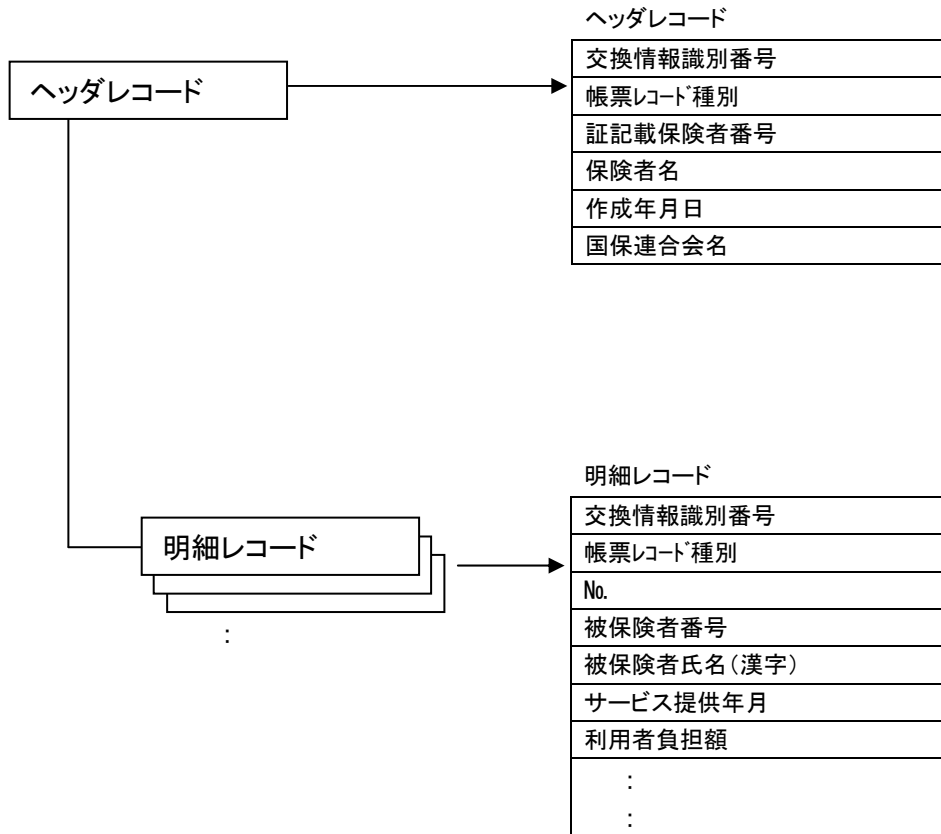 ヘッダレコード
ヘッダレコード
交換情報識別番号
帳票ﾚｺｰﾄﾞ種別
証記載保険者番号
保険者名
作成年月日
国保連合会名
明細レコード
:
明細レコード
交換情報識別番号
帳票ﾚｺｰﾄﾞ種別
№
被保険者番号
被保険者氏名(漢字)
サービス提供年月
利用者負担額
:
: